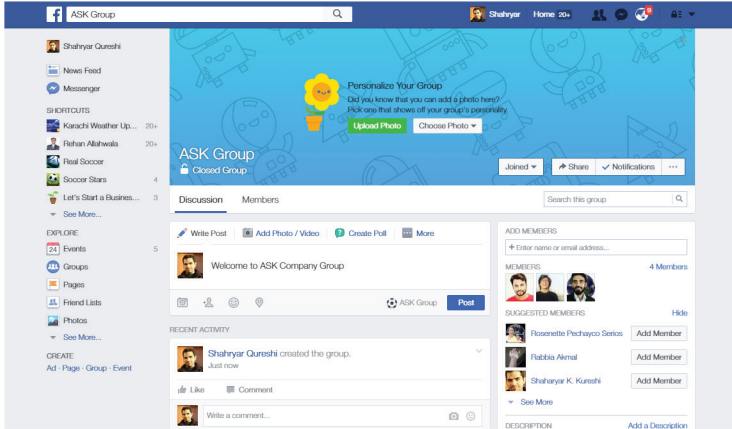 ASK Group
Shahryar
Home 20+
9
Shahryar Qureshi
News Feed
Messenger
SHORTCUTS
Karachi Weather Up... 20+
Rehan Allahwala 20+
Real Soccer
Soccer Stars 4
Let's Start a Busines... 3
See More...
EXPLORE
24 Events 5
Groups
Pages
Friend Lists
Photos
See More...
CREATE
Ad · Page · Group · Event
Personalize Your Group
Did you know that you can add a photo here?
Pick one that shows off your group's personality.
Upload Photo Choose Photo
ASK Group
Closed Group
Joined Share Notifications ...
Discussion Members
Search this group
Write Post Add Photo / Video Create Poll More
Welcome to ASK Company Group
ASK Group Post
RECENT ACTIVITY
Shahryar Qureshi created the group.
Just now
Like Comment
Write a comment...
ADD MEMBERS
+ Enter name or email address...
MEMBERS 4 Members
SUGGESTED MEMBERS Hide
Rosenette Pechayco Serios Add Member
Rabbia Akmal Add Member
Shaharyar K. Kureshi Add Member
See More
DESCRIPTION Add a Description